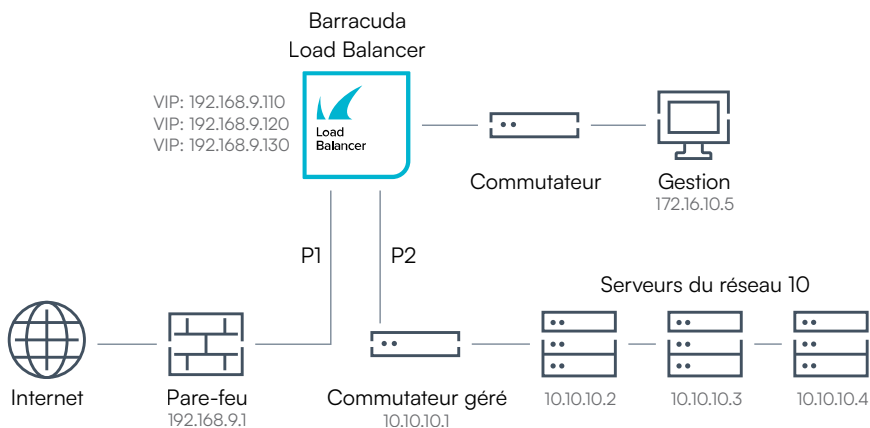 Barracuda
Load Balancer
VIP: 192.168.9.110
VIP: 192.168.9.120
VIP: 192.168.9.130
Load
Balancer
Commutateur
Gestion
172.16.10.5
P1
P2
Serveurs du réseau 10
Internet
Pare-feu
192.168.9.1
Commutateur géré
10.10.10.1
10.10.10.2
10.10.10.3
10.10.10.4